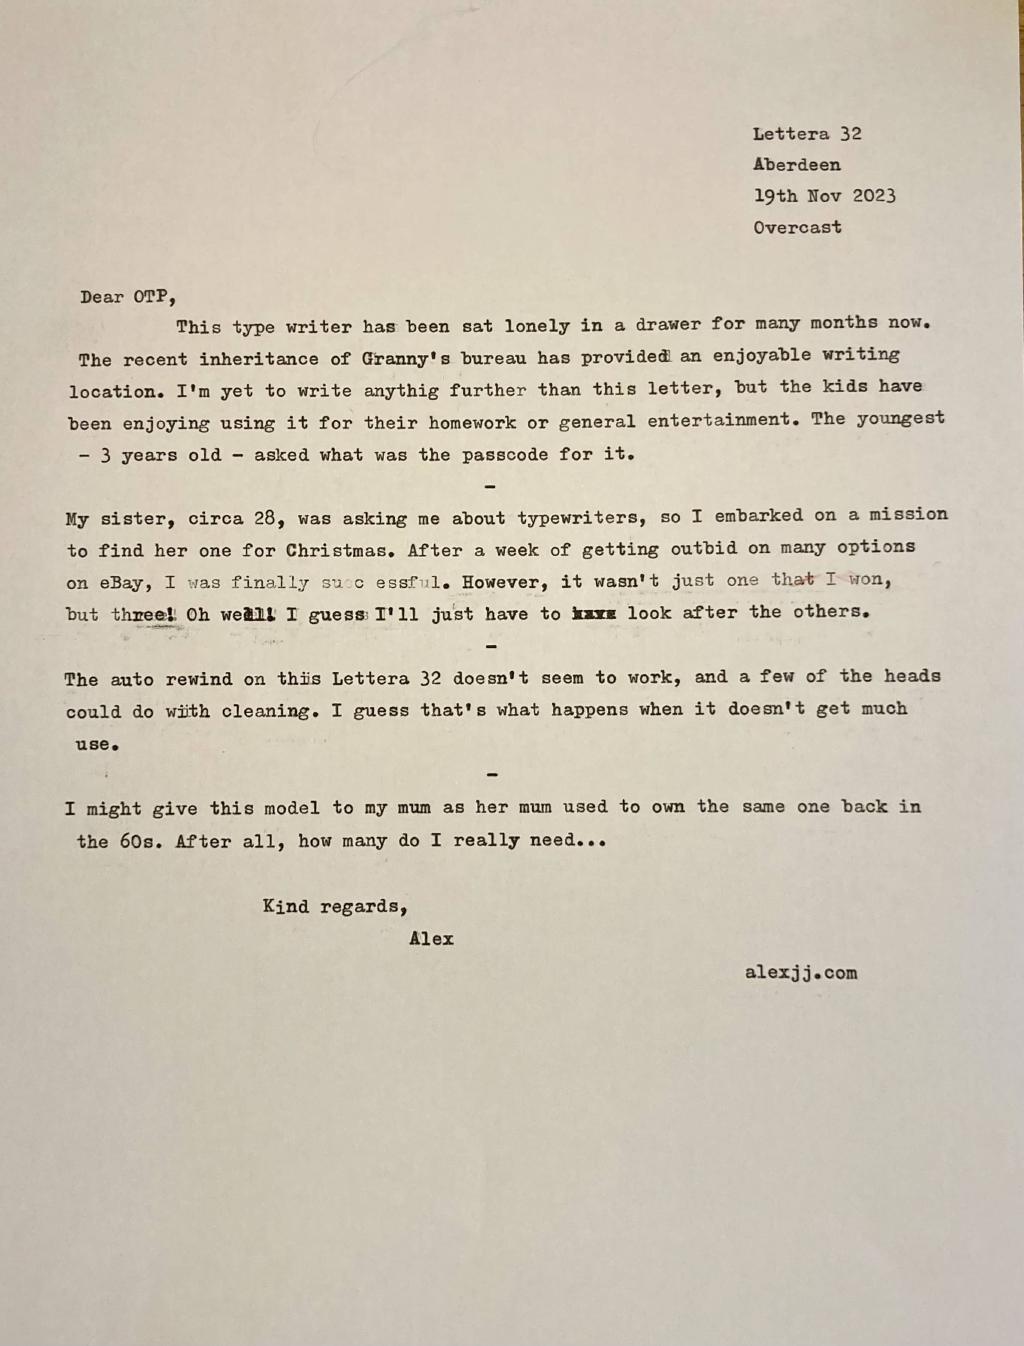 Lettera 32
Aberdeen
19th Nov 2023
Overcast
Dear OTP,
This type writer has been sat lonely in a drawer for many months now.
The recent inheritance of Granny's bureau has provided an enjoyable writing
location. I'm yet to write anythig further than this letter, but the kids have
been enjoying using it for their homework or general entertainment. The youngest
- 3 years old - asked what was the passcode for it.
-
My sister, circa 28, was asking me about typewriters, so I embarked on a mission
to find her one for Christmas. After a week of getting outbid on many options
on eBay, I was finally suc essful. However, it wasn't just one that I won,
but three! Oh well! I guess I'll just have to look after the others.
-
The auto rewind on this Lettera 32 doesn't seem to work, and a few of the heads
could do with cleaning. I guess that's what happens when it doesn't get much
use.
-
I might give this model to my mum as her mum used to own the same one back in
the 60s. After all, how many do I really need...
Kind regards,
Alex
alexjj.com